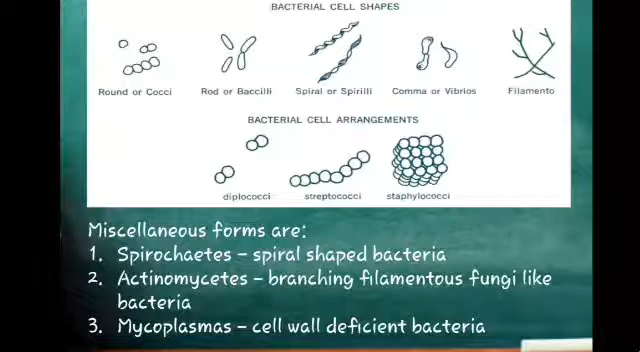 BACTERIAL CELL SHAPES
Round or Cocci
Rod or Baccilli
Spiral or Spirilli
Comma or Vibrios
Filamento
BACTERIAL CELL ARRANGEMENTS
diplococci
streptococci
staphylococci
Miscellaneous forms are:
1. Spirochaetes – spiral shaped bacteria
2. Actinomycetes – branching filamentous fungi like
bacteria
3. Mycoplasmas – cell wall deficient bacteria